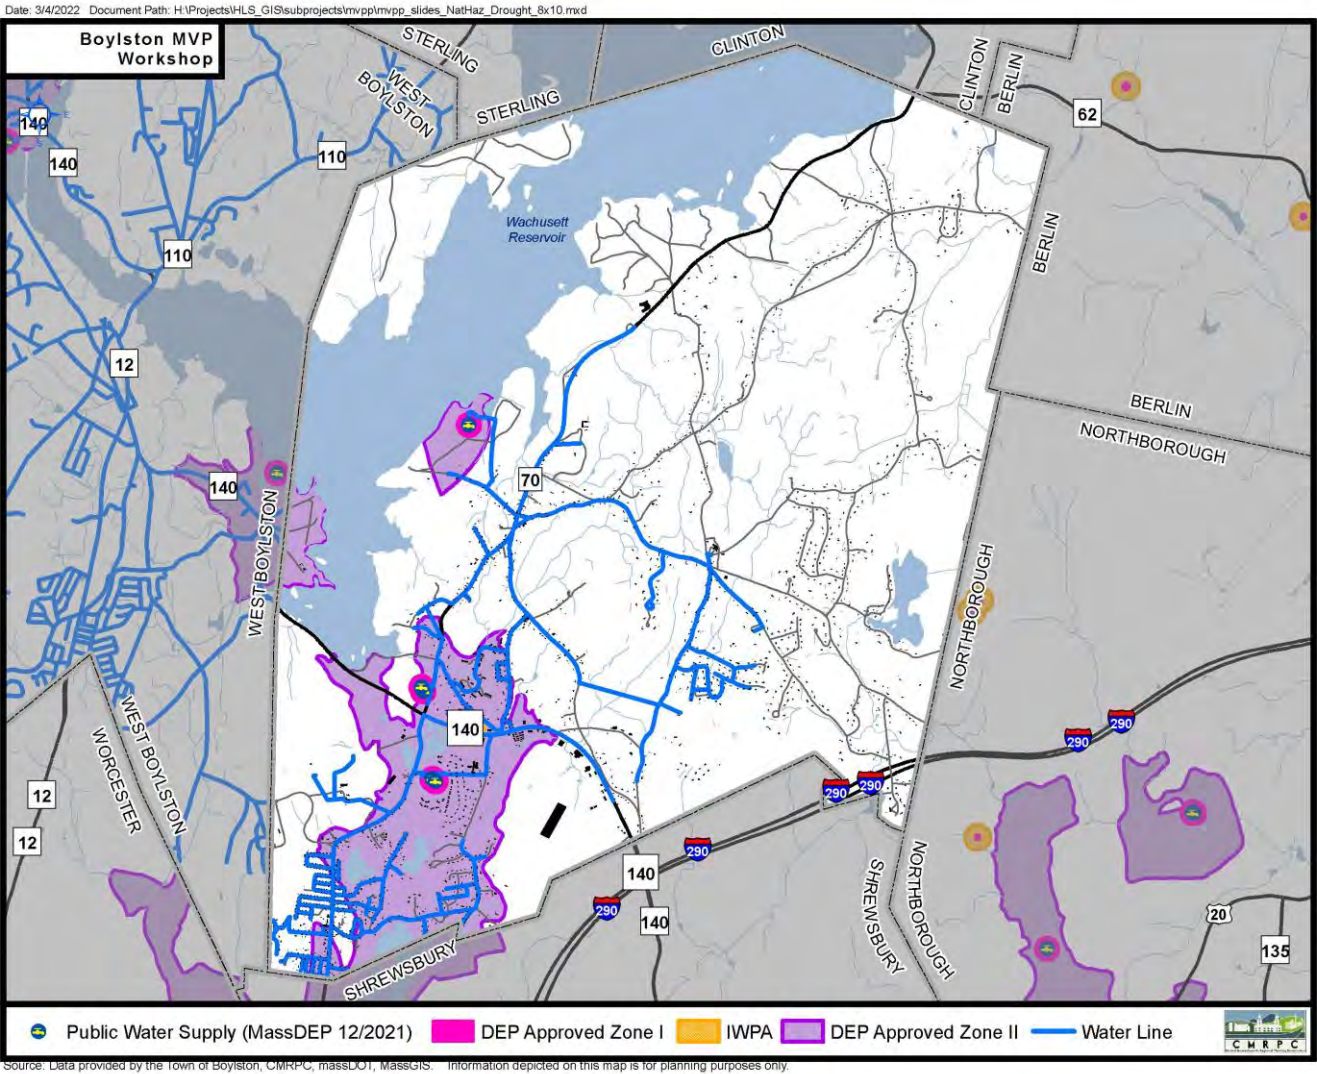 Date: 3/4/2022   Document Path: H:\Projects\HLS_GIS\subprojects\mvpp\mvpp_slides_NatHaz_Drought_8x10.mxd
Boylston MVP
Workshop
STERLING
CLINTON
WEST
BOYLSTON
STERLING
CLINTON
BERLIN
62
140
140
110
110
Wachusett
Reservoir
BERLIN
12
BERLIN
NORTHBOROUGH
140
70
WEST BOYLSTON
NORTHBOROUGH
140
WEST BOYLSTON
WORCESTER
12
12
290
290
290
290
290
290
140
140
SHREWSBURY
NORTHBOROUGH
SHREWSBURY
20
135
Public Water Supply (MassDEP 12/2021)
DEP Approved Zone I
IWPA
DEP Approved Zone II
Water Line
CMRPC
Source: Data provided by the Town of Boylston, CMRPC, massDOT, MassGIS.   Information depicted on this map is for planning purposes only.